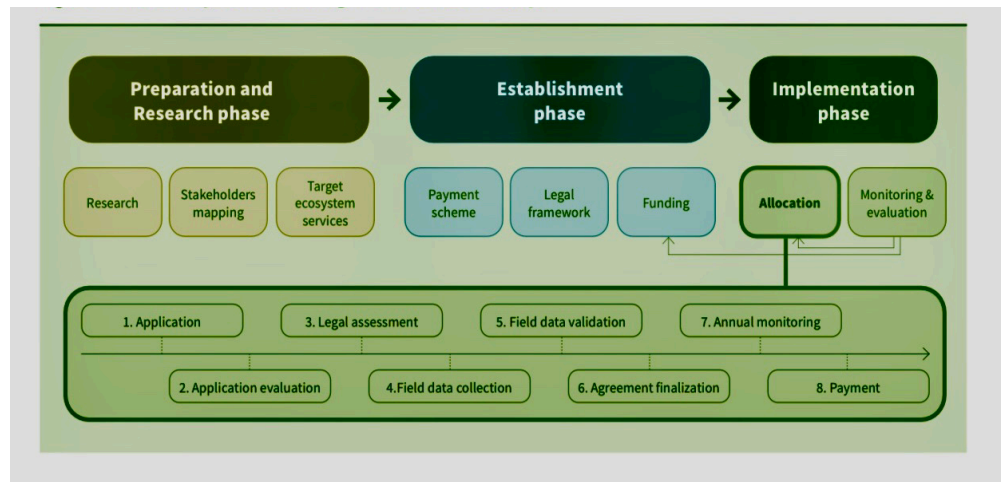 Preparation and
Research phase
Establishment
phase
Implementation
phase
Research
Stakeholders
mapping
Target
ecosystem
services
Payment
scheme
Legal
framework
Funding
Allocation
Monitoring &
evaluation
1. Application
3. Legal assessment
5. Field data validation
7. Annual monitoring
2. Application evaluation
4.Field data collection
6. Agreement finalization
8. Payment